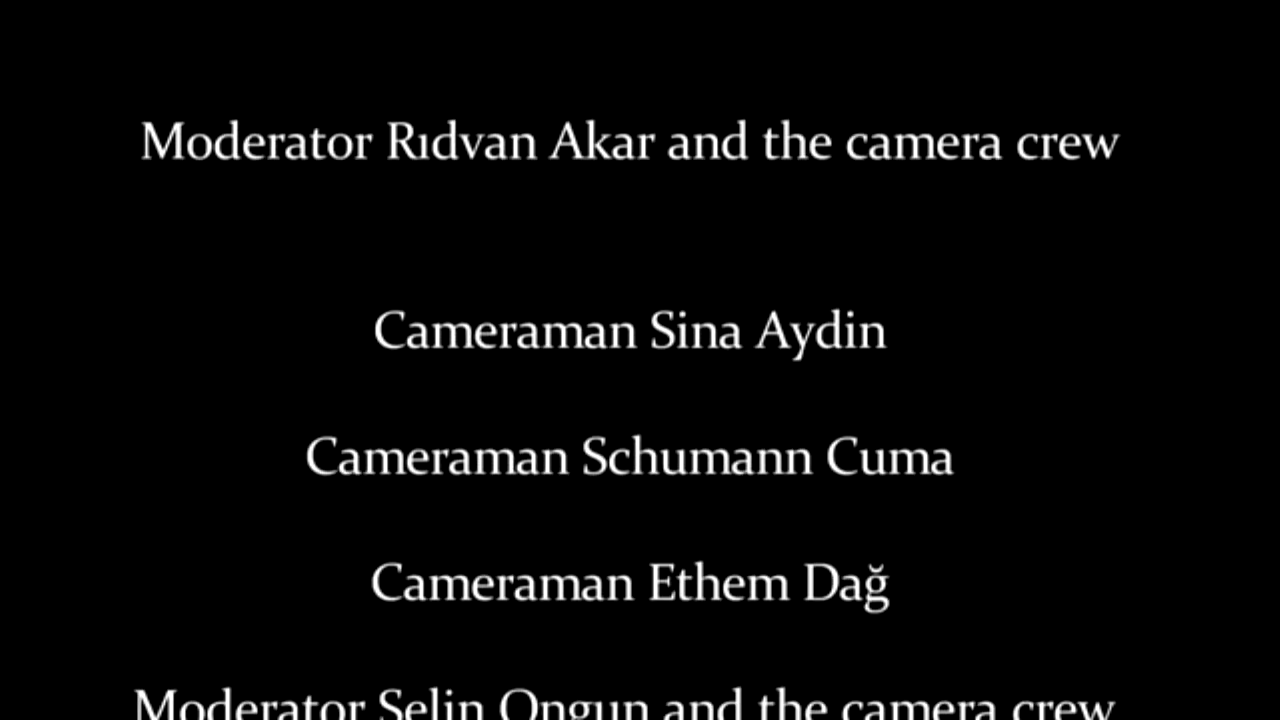 Moderator Rıdvan Akar and the camera crew
Cameraman Sina Aydin
Cameraman Schumann Cuma
Cameraman Ethem Dağ
Moderator Selin Ongun and the camera crew